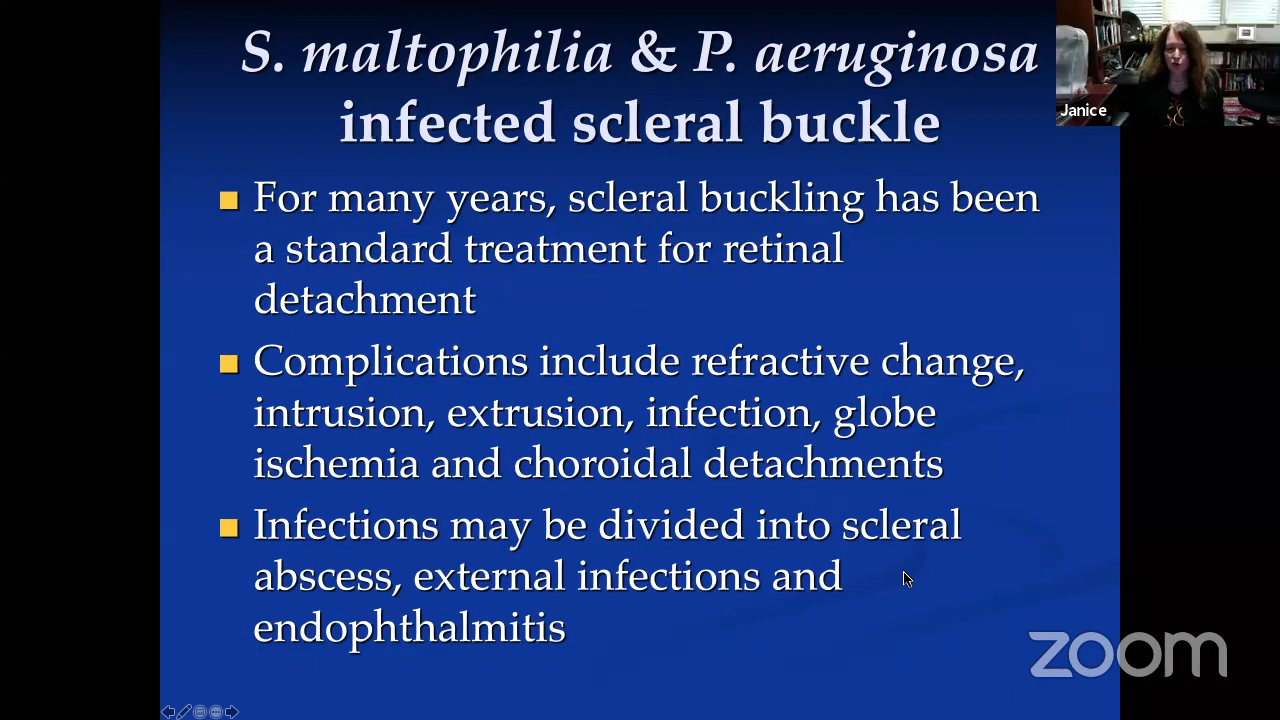 S. maltophilia & P. aeruginosa
infected scleral buckle
Janice
For many years, scleral buckling has been
a standard treatment for retinal
detachment
Complications include refractive change,
intrusion, extrusion, infection, globe
ischemia and choroidal detachments
Infections may be divided into scleral
abscess, external infections and
endophthalmitis
zoom